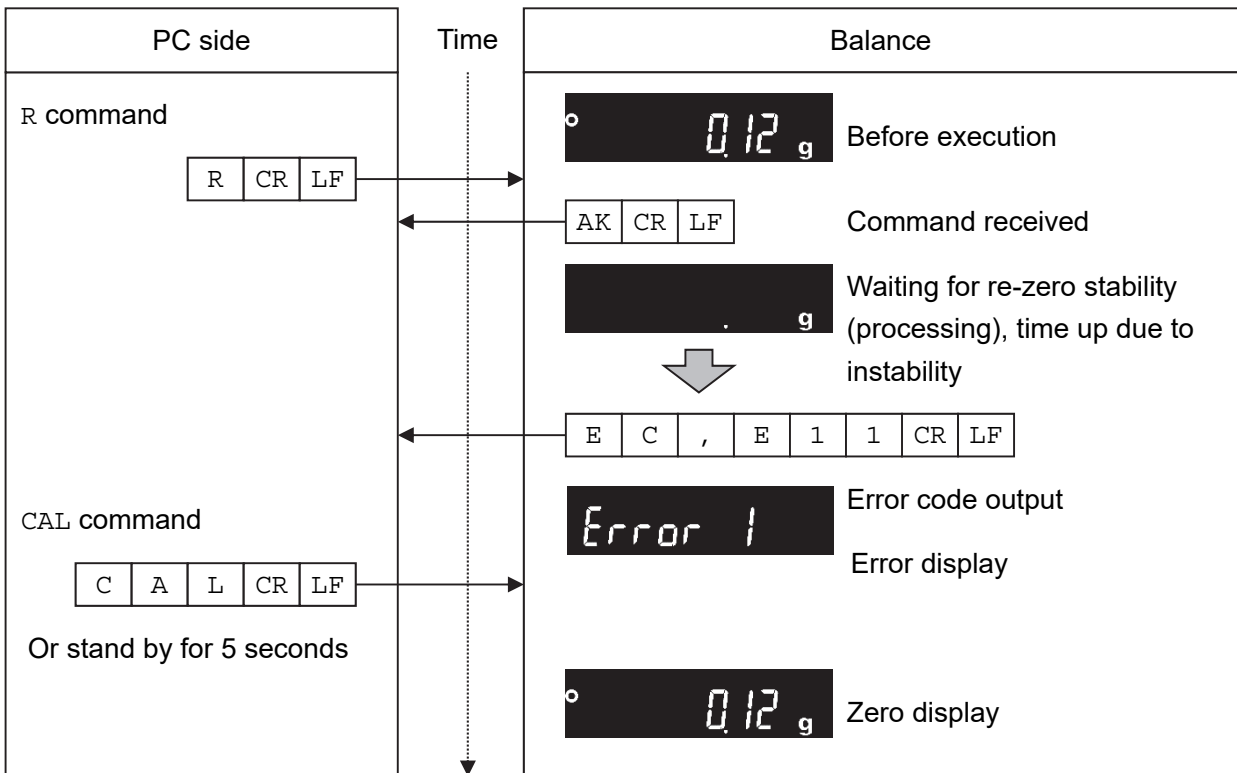 PC side
Time
Balance
R command
0.12 g
Before execution
R CR LF
AK CR LF
Command received
. g
Waiting for re-zero stability
(processing), time up due to
instability
E C , E 1 1 CR LF
Error code output
CAL command
Error 1
Error display
C A L CR LF
Or stand by for 5 seconds
0.12 g
Zero display